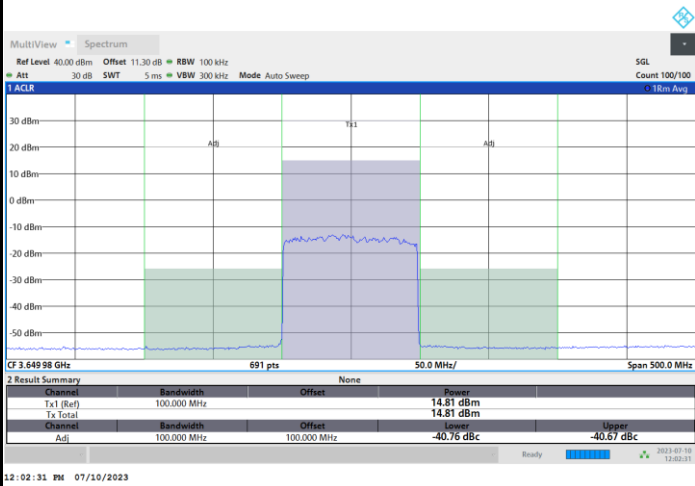 MultiView Spectrum
Ref Level 40.00 dBm Offset 11.30 dB RBW 100 kHz SGL
Att 30 dB SWT 5 ms VBW 300 kHz Mode Auto Sweep Count 100/100
1 ACLR 1Rm Avg
30 dBm
Tx1
20 dBm
Adj Adj
10 dBm
0 dBm
-10 dBm
-20 dBm
-30 dBm
-40 dBm
-50 dBm
CF 3.649 98 GHz 691 pts 50.0 MHz/ Span 500.0 MHz
2 Result Summary None
Channel Bandwidth Offset Power
Tx1 (Ref) 100.000 MHz 14.81 dBm
Tx Total 14.81 dBm
Channel Bandwidth Offset Lower Upper
Adj 100.000 MHz 100.000 MHz -40.76 dBc -40.67 dBc
Ready 2023-07-10
12:02:31
12:02:31 PM 07/10/2023